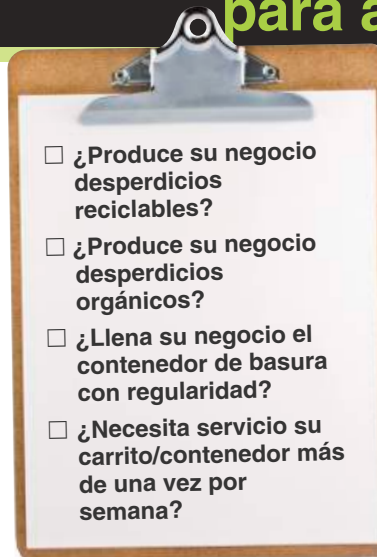 para a
☐ ¿Produce su negocio
desperdicios
reciclables?
☐ ¿Produce su negocio
desperdicios
orgánicos?
☐ ¿Llena su negocio el
contenedor de basura
con regularidad?
☐ ¿Necesita servicio su
carrito/contenedor más
de una vez por
semana?